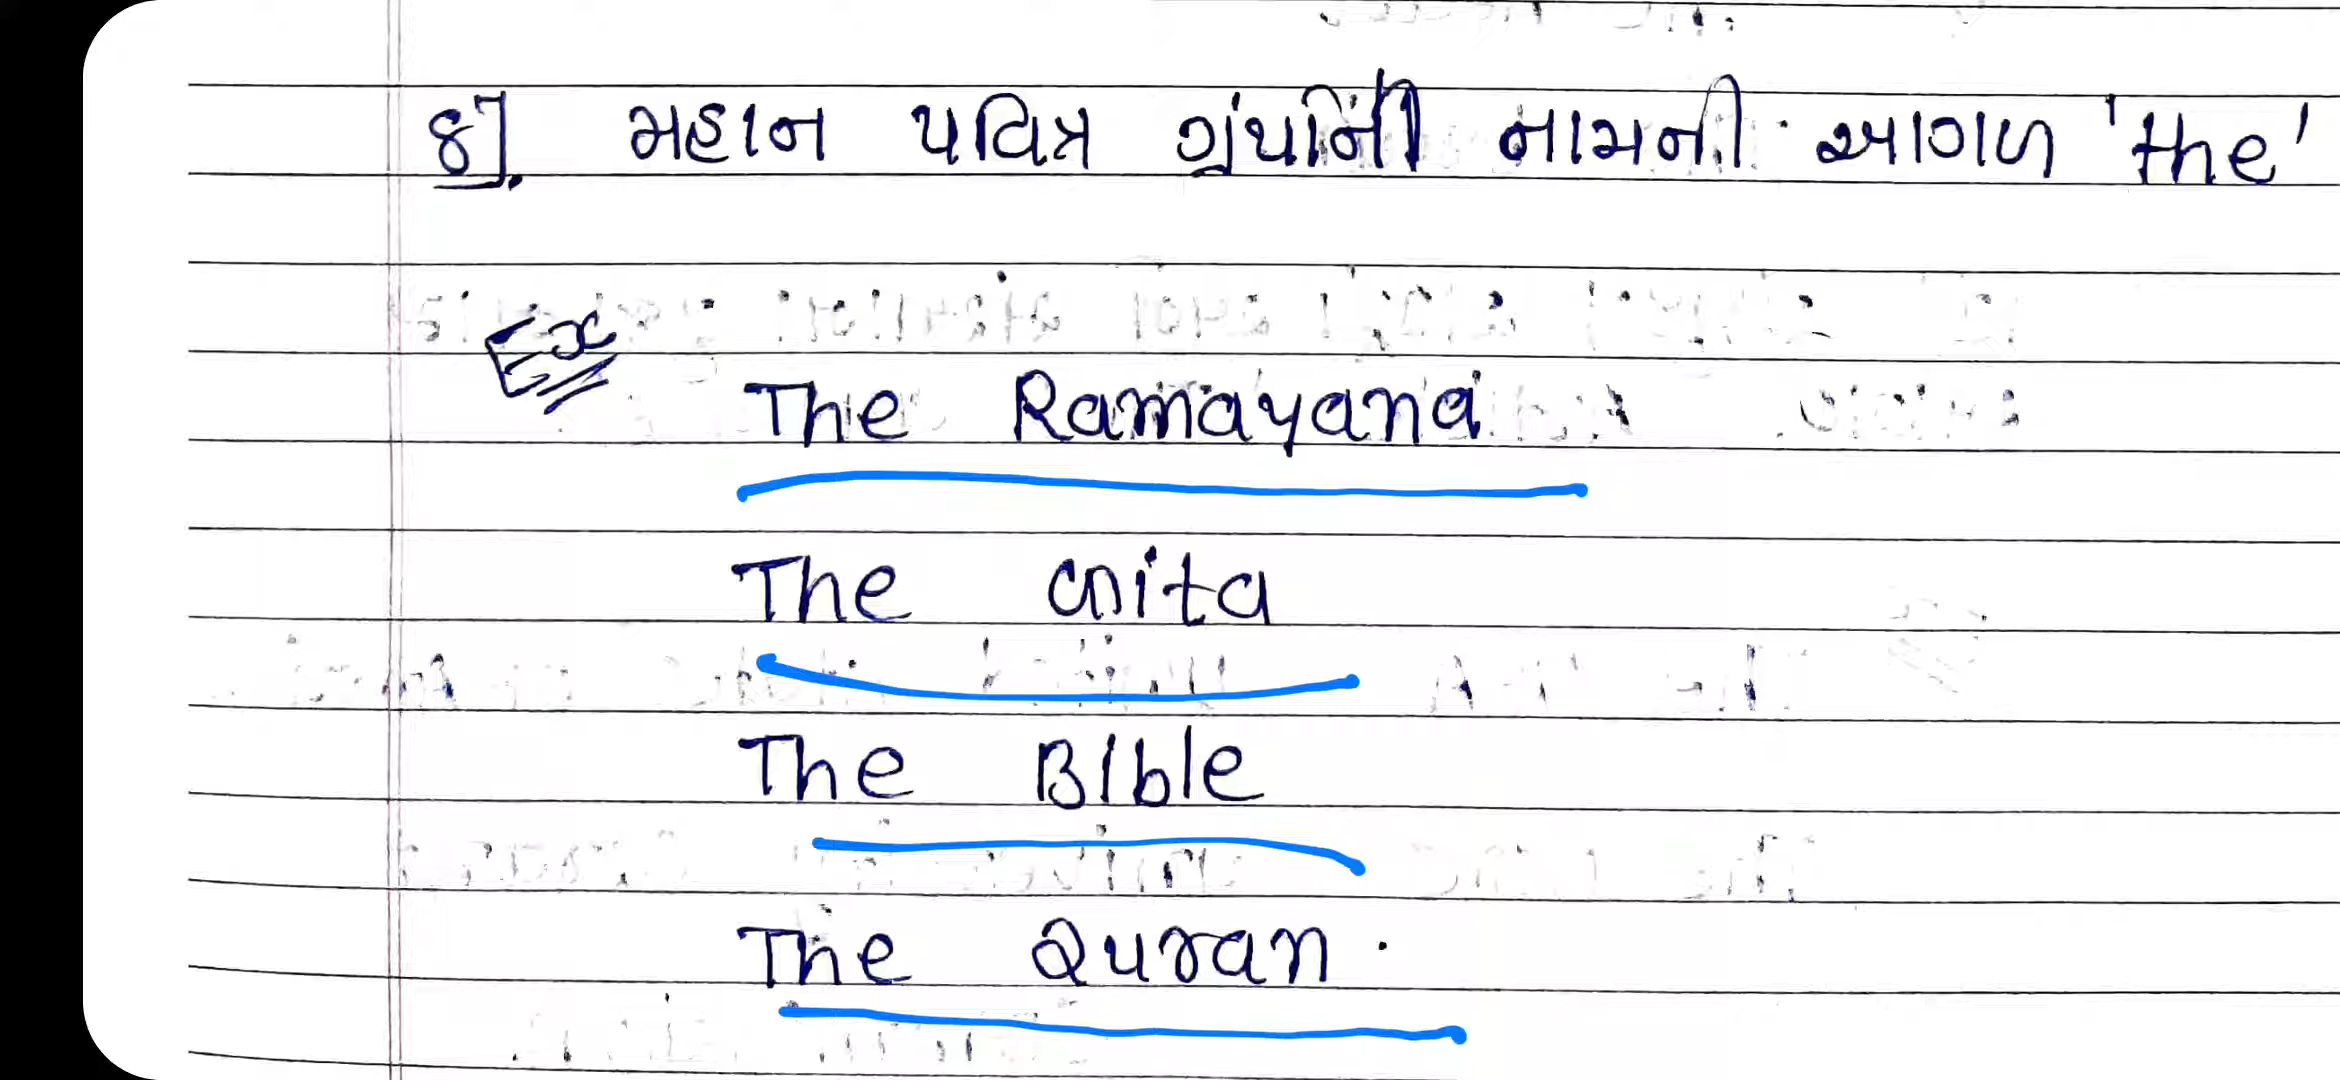 8]. મહાન પવિત્ર ગ્રંથોની નામની આગળ 'the'
Ex
The Ramayana
The Gita
The Bible
The Quran.